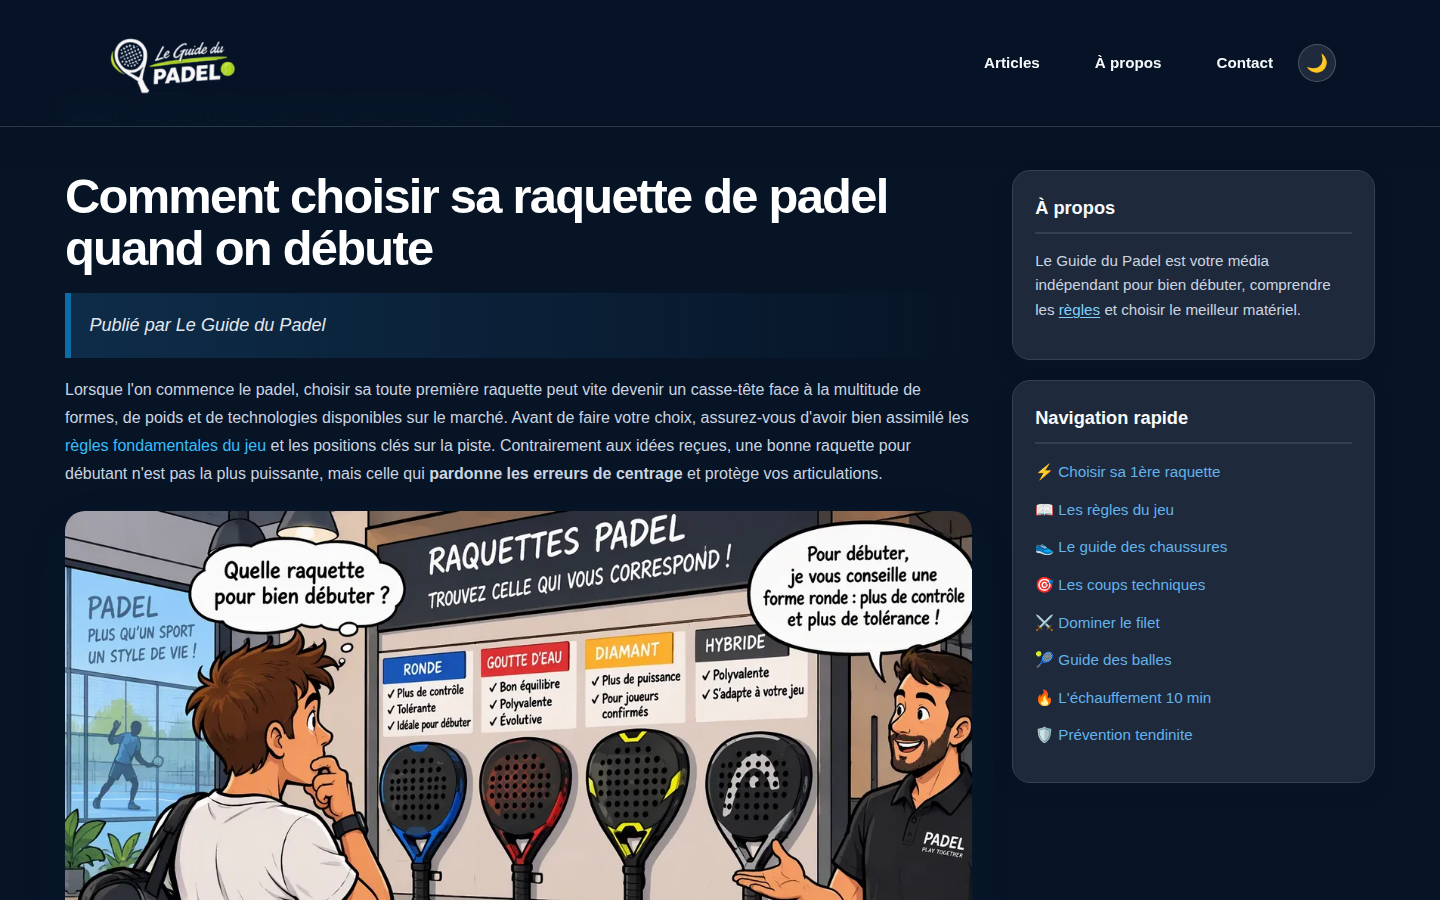 Le Guide du
PADEL
Articles
À propos
Contact
Comment choisir sa raquette de padel
quand on débute
Publié par Le Guide du Padel
Lorsque l'on commence le padel, choisir sa toute première raquette peut vite devenir un casse-tête face à la multitude de
formes, de poids et de technologies disponibles sur le marché. Avant de faire votre choix, assurez-vous d'avoir bien assimilé les
règles fondamentales du jeu et les positions clés sur la piste. Contrairement aux idées reçues, une bonne raquette pour
débutant n'est pas la plus puissante, mais celle qui pardonne les erreurs de centrage et protège vos articulations.
RAQUETTES PADEL
TROUVEZ CELLE QUI VOUS CORRESPOND !
Quelle raquette
pour bien débuter ?
Pour débuter,
je vous conseille une
forme ronde : plus de contrôle
et plus de tolérance !
PADEL
PLUS QU'UN SPORT
UN STYLE DE VIE !
RONDE
✓ Plus de contrôle
✓ Tolérante
✓ Idéale pour débuter
GOUTTE D'EAU
✓ Bon équilibre
✓ Polyvalente
✓ Évolutive
DIAMANT
✓ Plus de puissance
✓ Pour joueurs
confirmés
HYBRIDE
✓ Polyvalente
✓ S'adapte à votre jeu
PADEL
PLAY TOGETHER
À propos
Le Guide du Padel est votre média
indépendant pour bien débuter, comprendre
les règles et choisir le meilleur matériel.
Navigation rapide
⚡ Choisir sa 1ère raquette
📖 Les règles du jeu
👟 Le guide des chaussures
🎯 Les coups techniques
⚔️ Dominer le filet
🎾 Guide des balles
🔥 L'échauffement 10 min
🛡️ Prévention tendinite